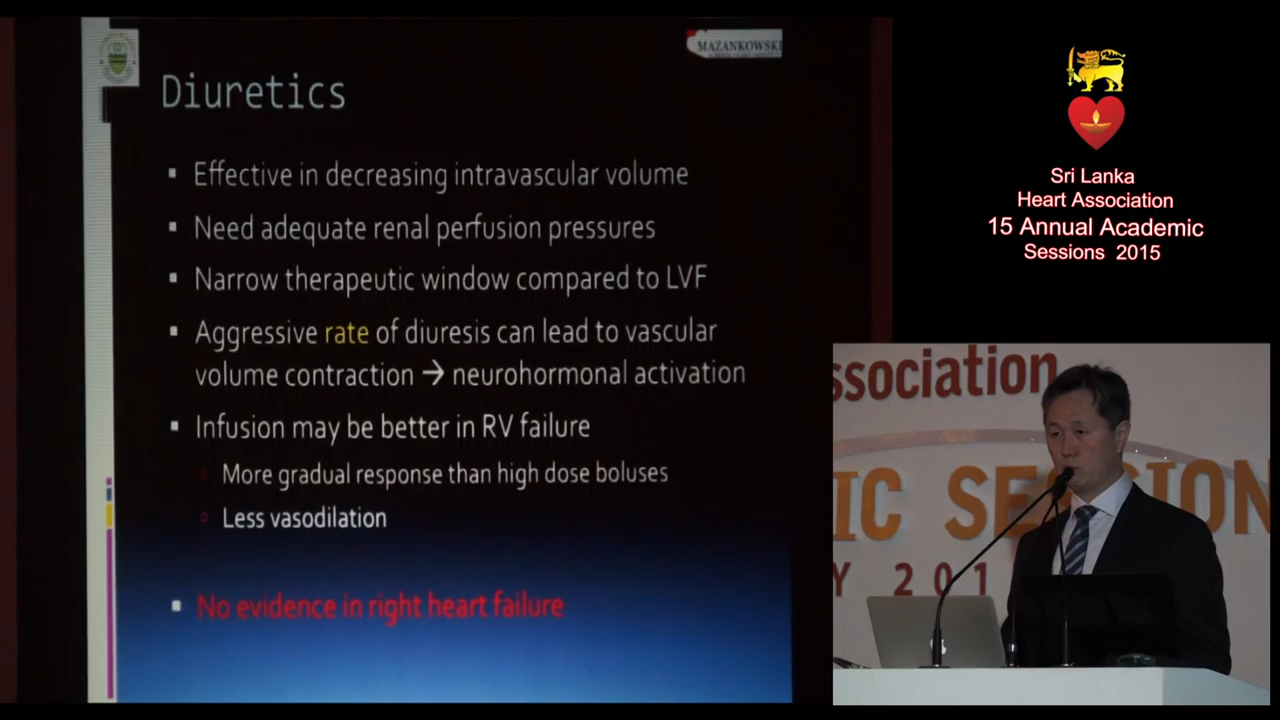 MAZANKOWSKI
Diuretics
Effective in decreasing intravascular volume
Need adequate renal perfusion pressures
Narrow therapeutic window compared to LVF
Aggressive rate of diuresis can lead to vascular
volume contraction → neurohormonal activation
Infusion may be better in RV failure
More gradual response than high dose boluses
Less vasodilation
No evidence in right heart failure
Sri Lanka
Heart Association
15 Annual Academic
Sessions 2015
ssociation
IC SESSION
Y 201